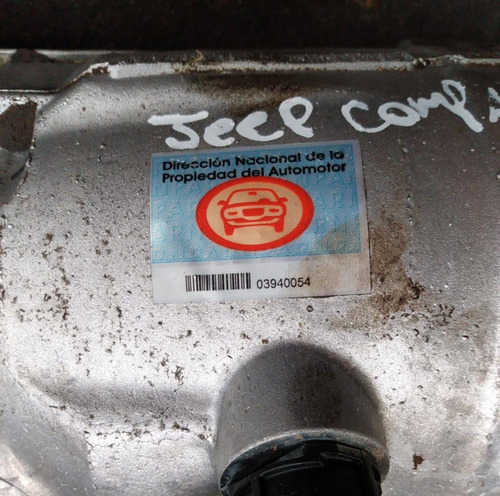 Jeep Comp
Dirección Nacional de la
Propiedad del Automotor
03940054